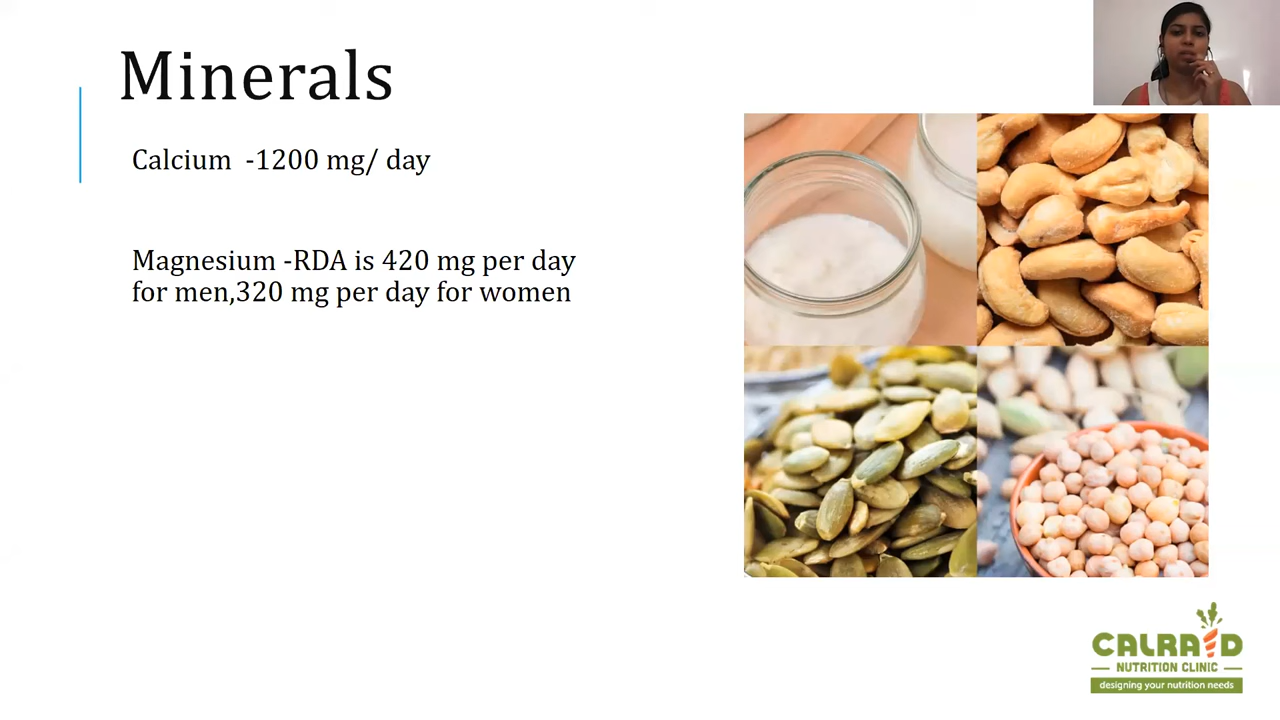 Minerals
Calcium -1200 mg/ day
Magnesium -RDA is 420 mg per day
for men,320 mg per day for women
CALRAID
NUTRITION CLINIC
designing your nutrition needs